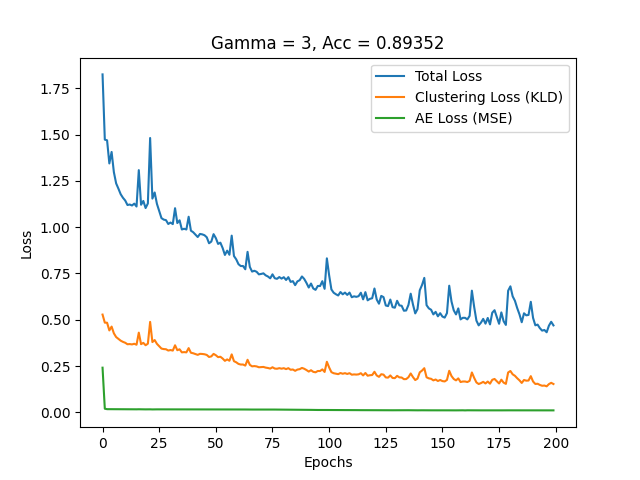 Gamma = 3, Acc = 0.89352
Total Loss
Clustering Loss (KLD)
AE Loss (MSE)
Loss
1.75
1.50
1.25
1.00
0.75
0.50
0.25
0.00
0 25 50 75 100 125 150 175 200
Epochs